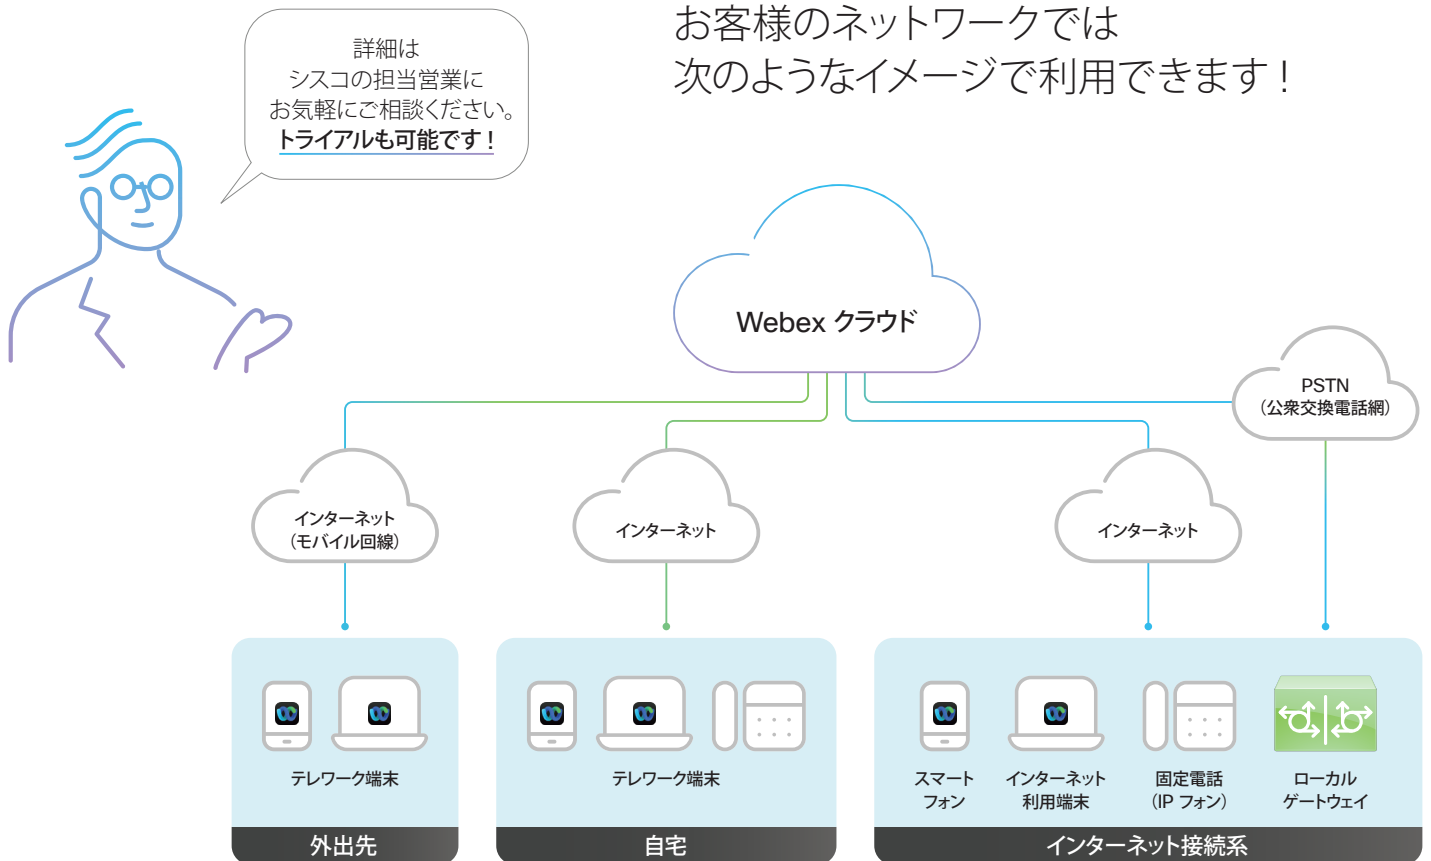 お客様のネットワークでは
次のようなイメージで利用できます！
詳細は
シスコの担当営業に
お気軽にご相談ください。
トライアルも可能です！
Webex クラウド
PSTN
（公衆交換電話網）
インターネット
（モバイル回線）
インターネット
インターネット
テレワーク端末
テレワーク端末
スマート
フォン
インターネット
利用端末
固定電話
（IP フォン）
ローカル
ゲートウェイ
外出先
自宅
インターネット接続系